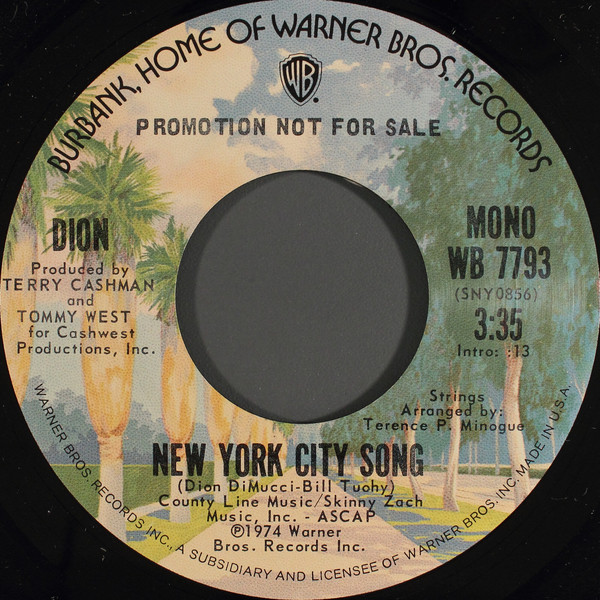 BURBANK, HOME OF WARNER BROS. RECORDS
WB
PROMOTION NOT FOR SALE
DION
Produced by
TERRY CASHMAN
and
TOMMY WEST
for Cashwest
Productions, Inc.
MONO
WB 7793
(SNY0856)
3:35
Intro: :13
Strings
Arranged by:
Terence P. Minogue
NEW YORK CITY SONG
(Dion DiMucci-Bill Tuohy)
County Line Music/Skinny Zach
Music, Inc. - ASCAP
℗1974 Warner
Bros. Records Inc.
WARNER BROS. RECORDS INC., A SUBSIDIARY AND LICENSEE OF WARNER BROS. INC. MADE IN U.S.A.